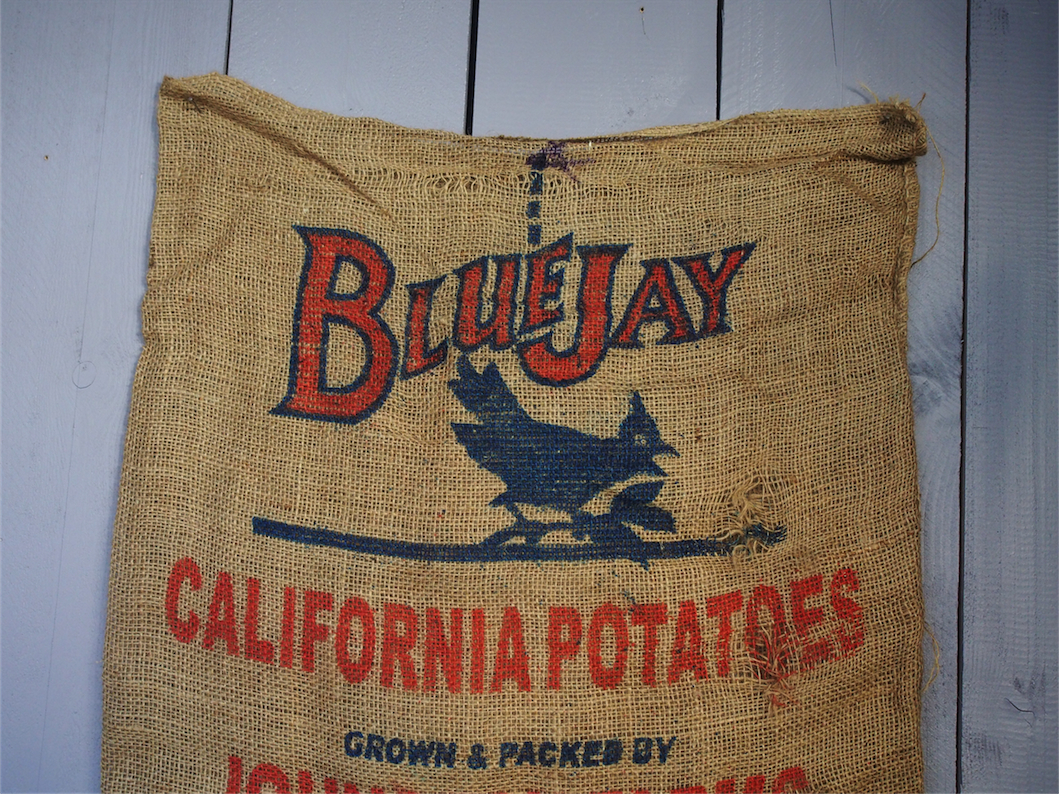 BLUE JAY
CALIFORNIA POTATOES
GROWN & PACKED BY